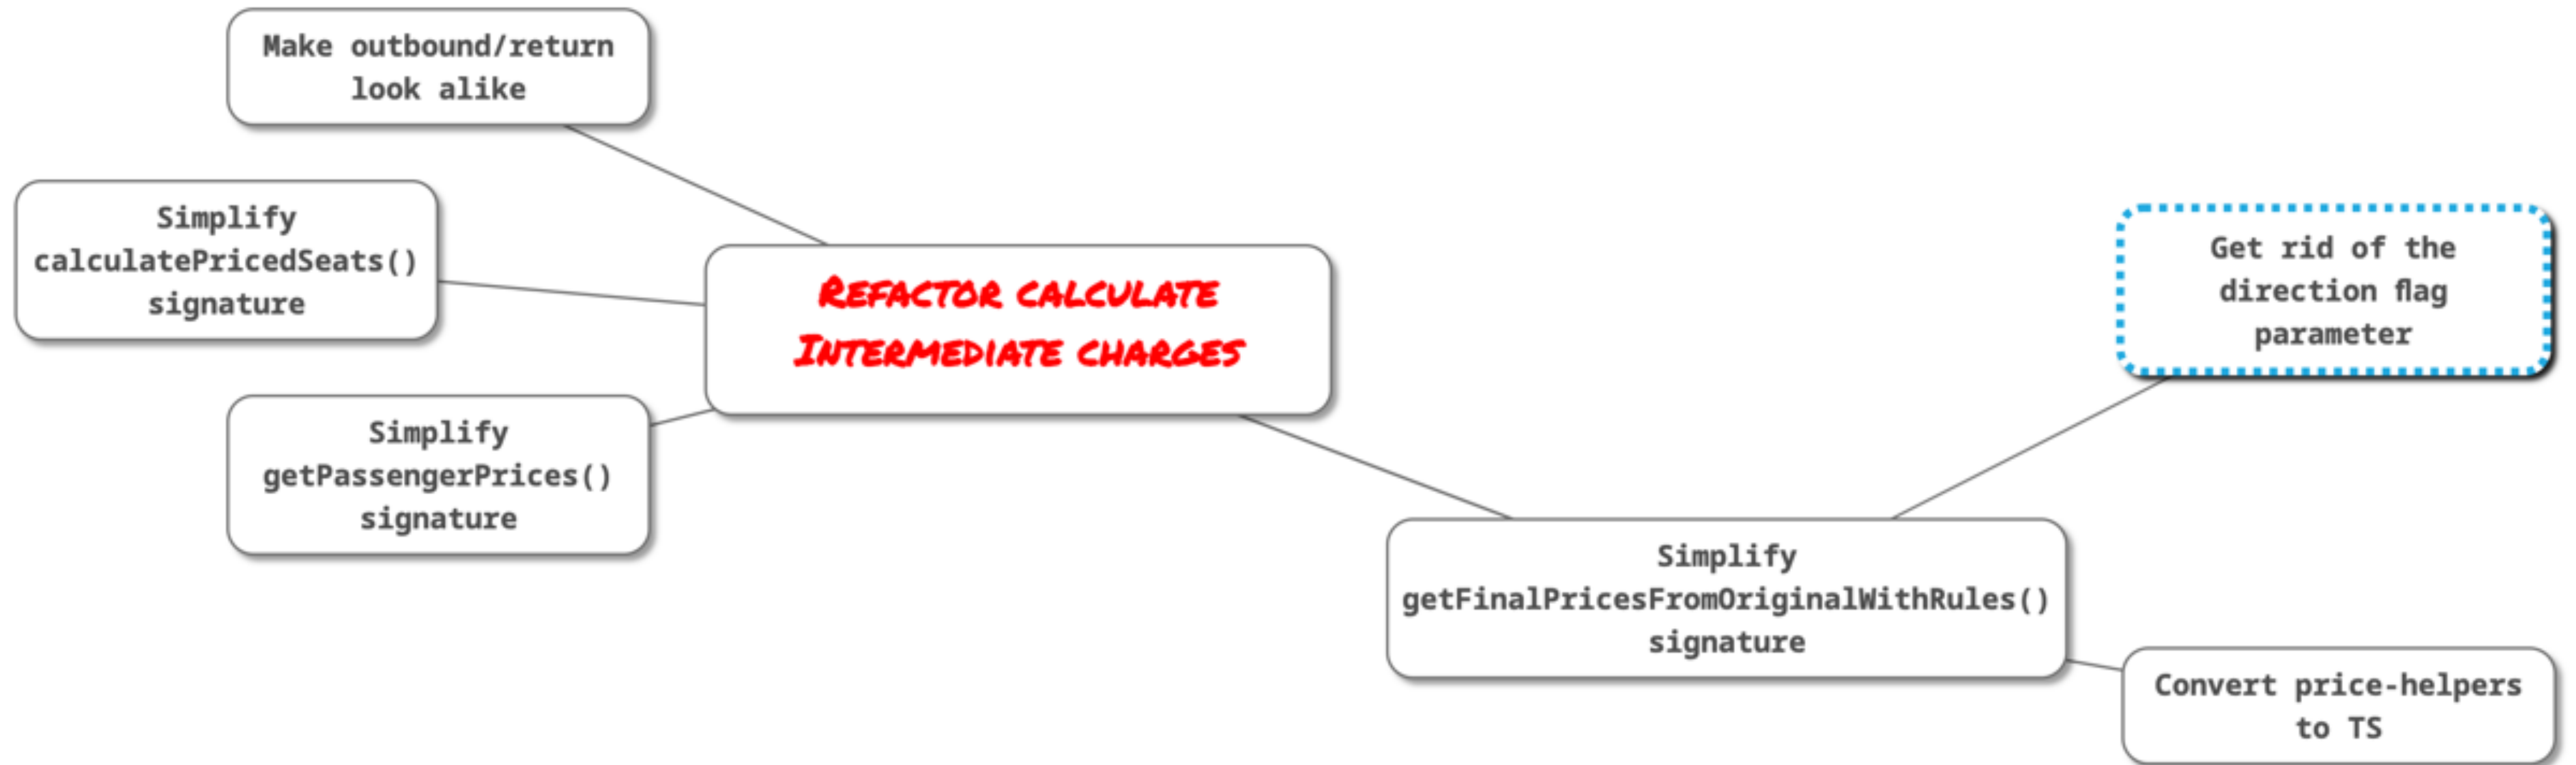 Make outbound/return
look alike
Simplify
calculatePricedSeats()
signature
Simplify
getPassengerPrices()
signature
Refactor calculate
Intermediate charges
Simplify
getFinalPricesFromOriginalWithRules()
signature
Get rid of the
direction flag
parameter
Convert price-helpers
to TS